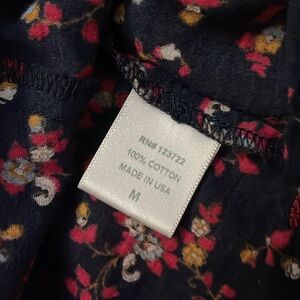 RN# 123722
100% COTTON
MADE IN USA
M